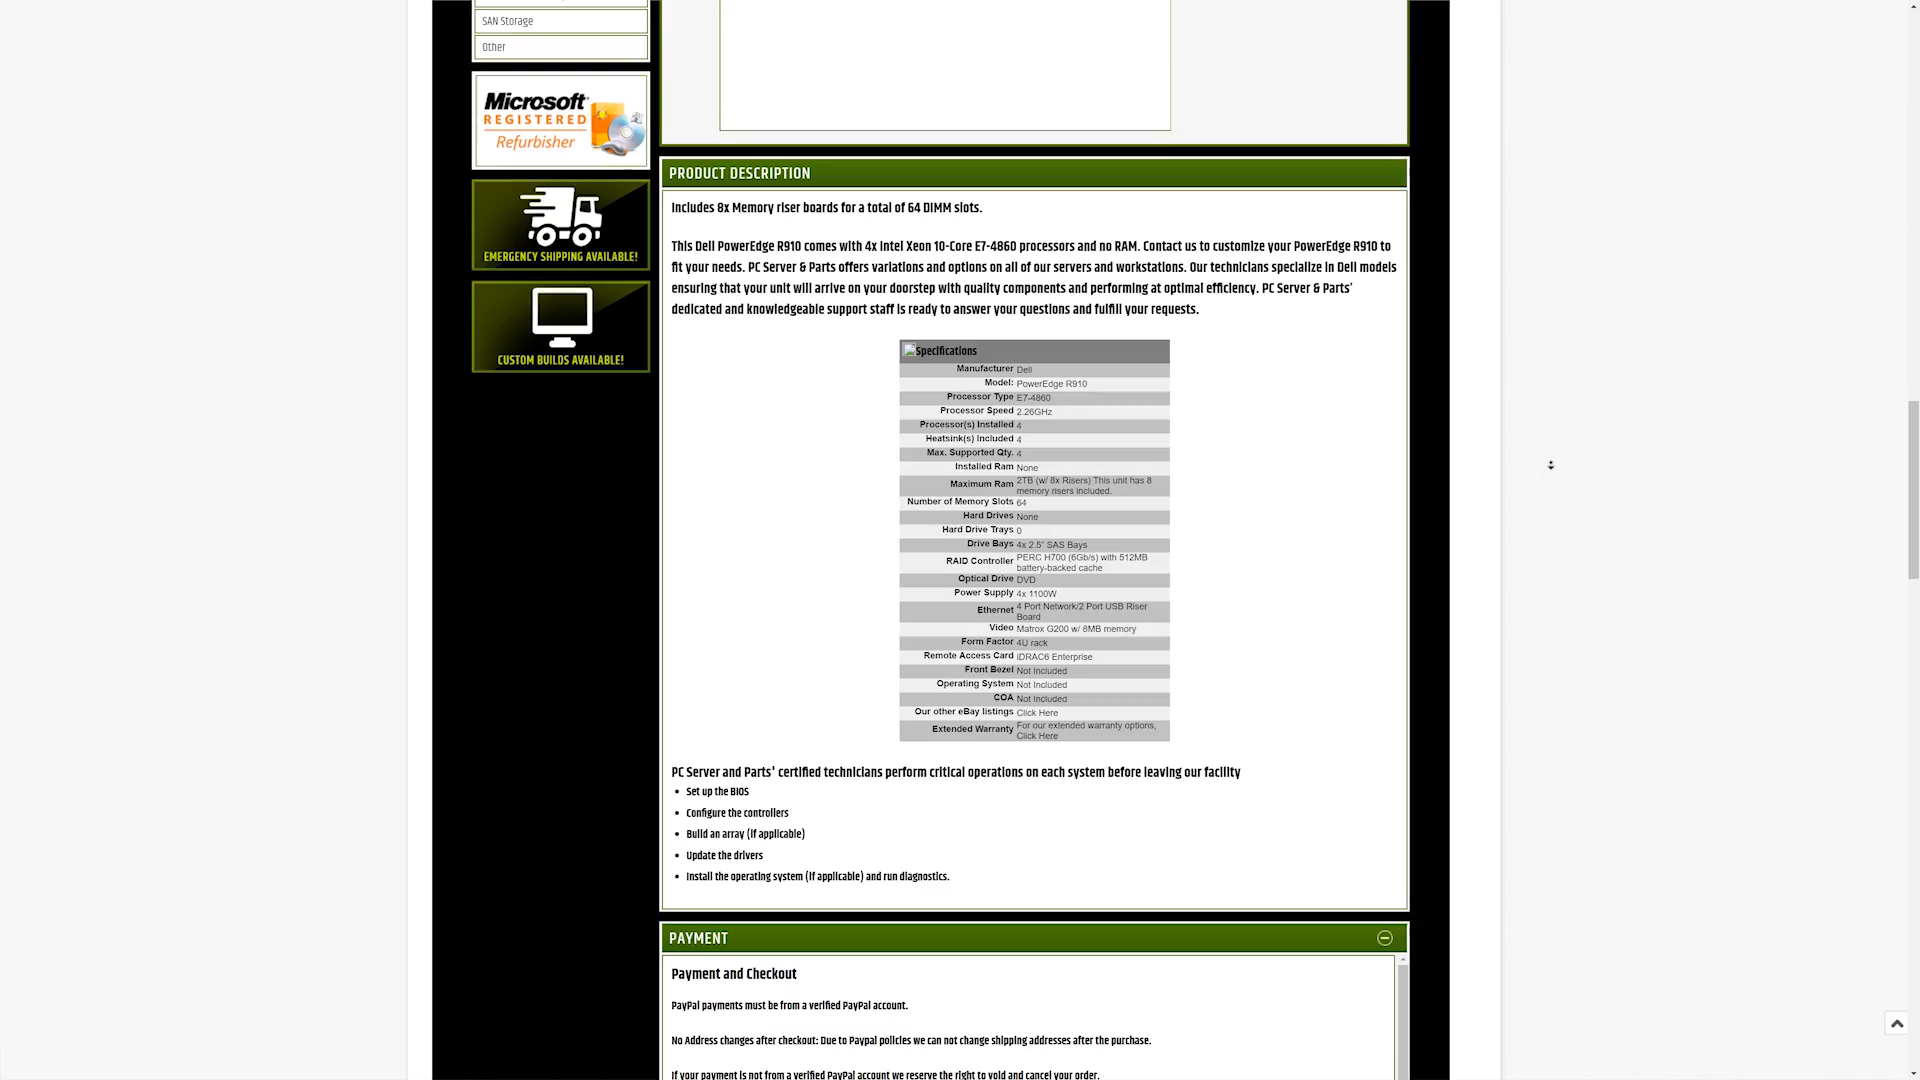 SAN Storage
Other
Microsoft
REGISTERED
Refurbisher
EMERGENCY SHIPPING AVAILABLE!
CUSTOM BUILDS AVAILABLE!
PRODUCT DESCRIPTION
Includes 8x Memory riser boards for a total of 64 DIMM slots.
This Dell PowerEdge R910 comes with 4x Intel Xeon 10-Core E7-4860 processors and no RAM. Contact us to customize your PowerEdge R910 to
fit your needs. PC Server & Parts offers variations and options on all of our servers and workstations. Our technicians specialize in Dell models
ensuring that your unit will arrive on your doorstep with quality components and performing at optimal efficiency. PC Server & Parts’
dedicated and knowledgeable support staff is ready to answer your questions and fulfill your requests.
Specifications
Manufacturer Dell
Model: PowerEdge R910
Processor Type E7-4860
Processor Speed 2.26GHz
Processor(s) Installed 4
Heatsink(s) Included 4
Max. Supported Qty. 4
Installed Ram None
Maximum Ram 2TB (w/ 8x Risers) This unit has 8
memory risers included.
Number of Memory Slots 64
Hard Drives None
Hard Drive Trays 0
Drive Bays 4x 2.5" SAS Bays
RAID Controller PERC H700 (6Gb/s) with 512MB
battery-backed cache
Optical Drive DVD
Power Supply 4x 1100W
Ethernet 4 Port Network/2 Port USB Riser
Board
Video Matrox G200 w/ 8MB memory
Form Factor 4U rack
Remote Access Card iDRAC6 Enterprise
Front Bezel Not Included
Operating System Not Included
COA Not Included
Our other eBay listings Click Here
Extended Warranty For our extended warranty options,
Click Here
PC Server and Parts' certified technicians perform critical operations on each system before leaving our facility
• Set up the BIOS
• Configure the controllers
• Build an array (if applicable)
• Update the drivers
• Install the operating system (if applicable) and run diagnostics.
PAYMENT
Payment and Checkout
PayPal payments must be from a verified PayPal account.
No Address changes after checkout: Due to Paypal policies we can not change shipping addresses after the purchase.
If your payment is not from a verified PayPal account we reserve the right to void and cancel your order.